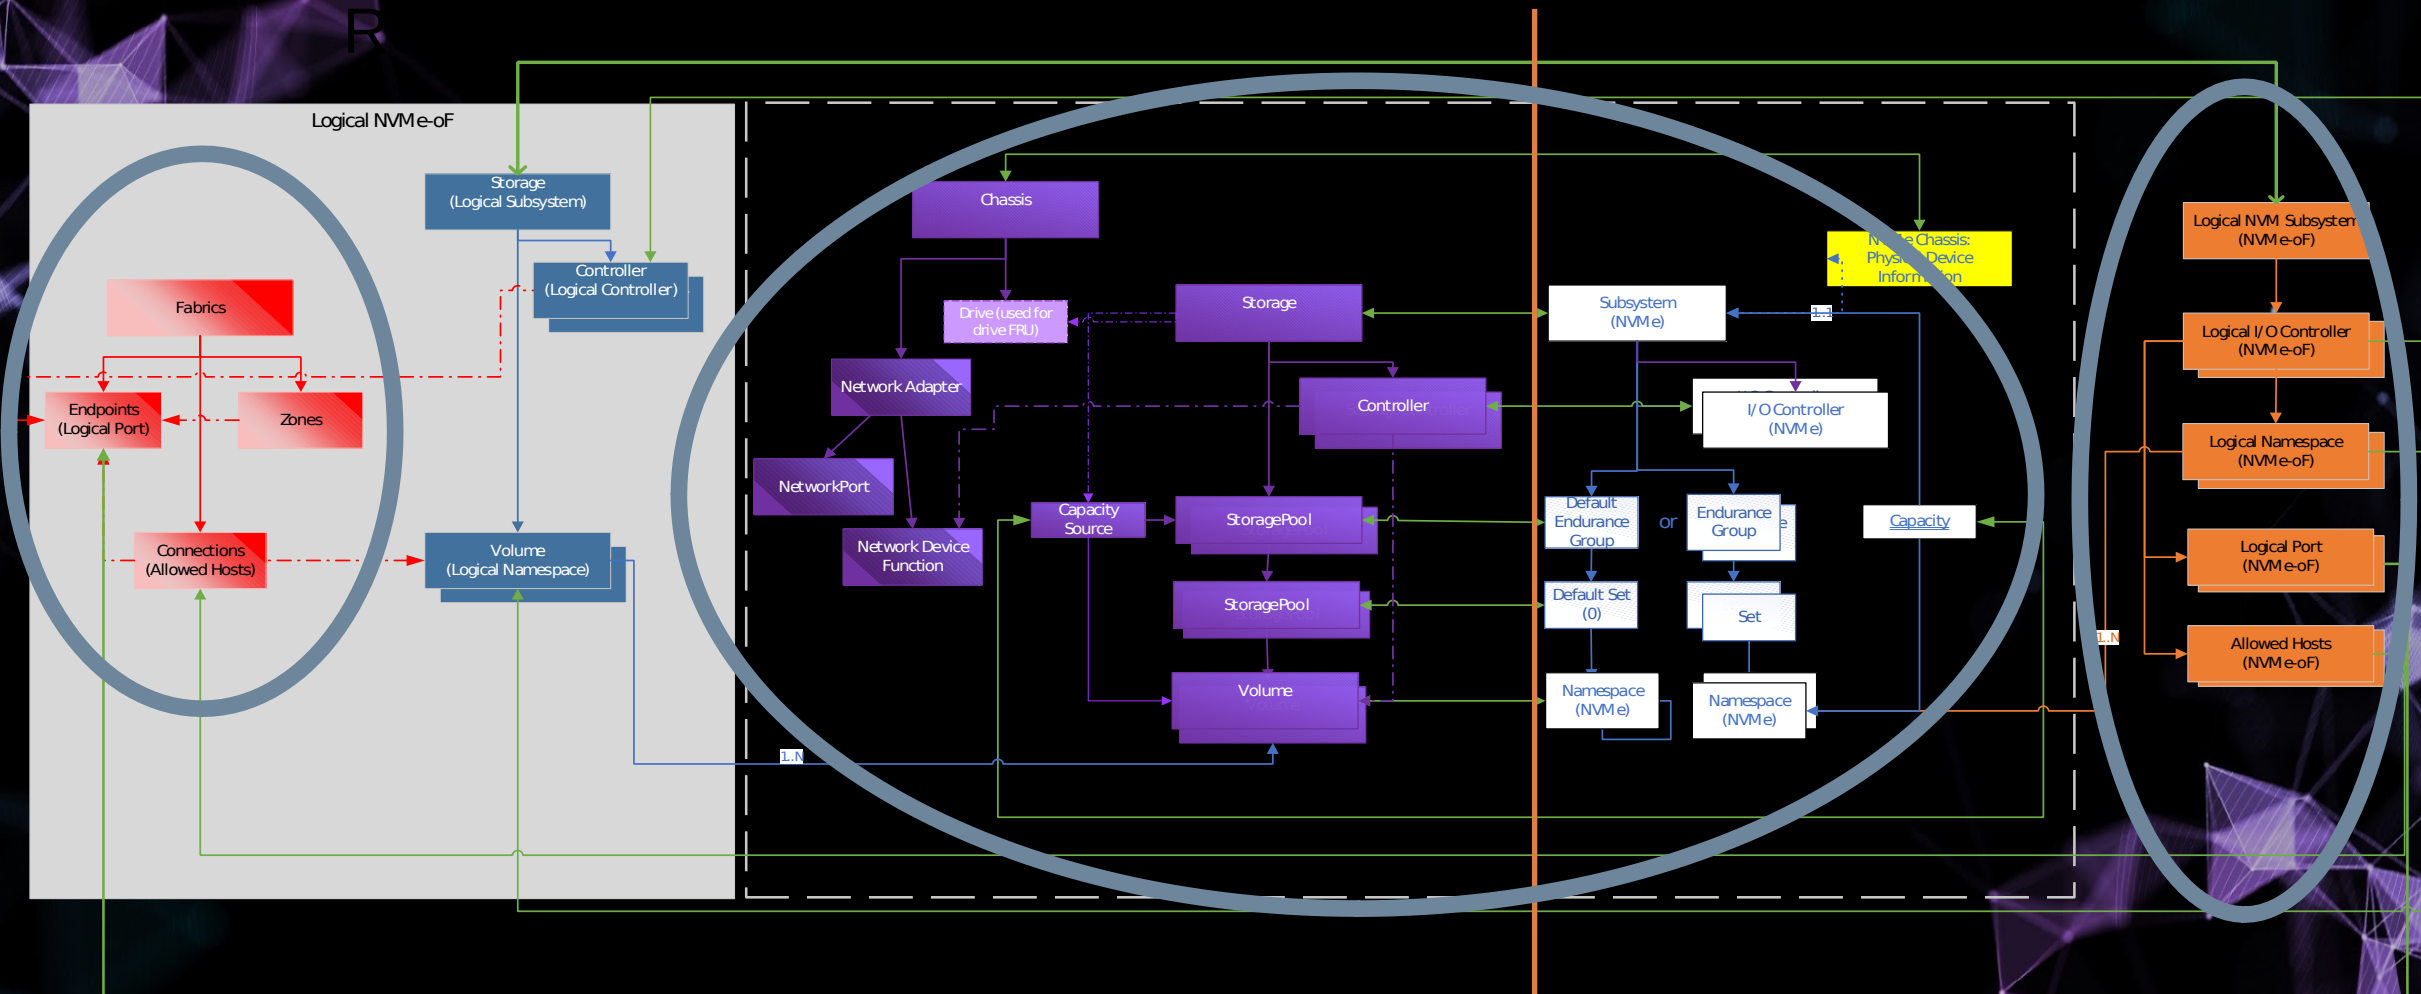 R
Logical NVMe-oF
Storage
(Logical Subsystem)
Controller
(Logical Controller)
Fabrics
Endpoints
(Logical Port)
Zones
Connections
(Allowed Hosts)
Volume
(Logical Namespace)
Chassis
Drive (used for
drive FRU)
Storage
Network Adapter
Controller
NetworkPort
Capacity
Source
StoragePool
Network Device
Function
StoragePool
Volume
1..N
NVMe Chassis:
Physical Device
Information
Subsystem
(NVMe)
1:1
I/O Controller
(NVMe)
Default
Endurance
Group
or
Endurance
Group
e
Capacity
Default Set
(0)
Set
Namespace
(NVMe)
Namespace
(NVMe)
Logical NVM Subsystem
(NVMe-oF)
Logical I/O Controller
(NVMe-oF)
Logical Namespace
(NVMe-oF)
Logical Port
(NVMe-oF)
1..N
Allowed Hosts
(NVMe-oF)